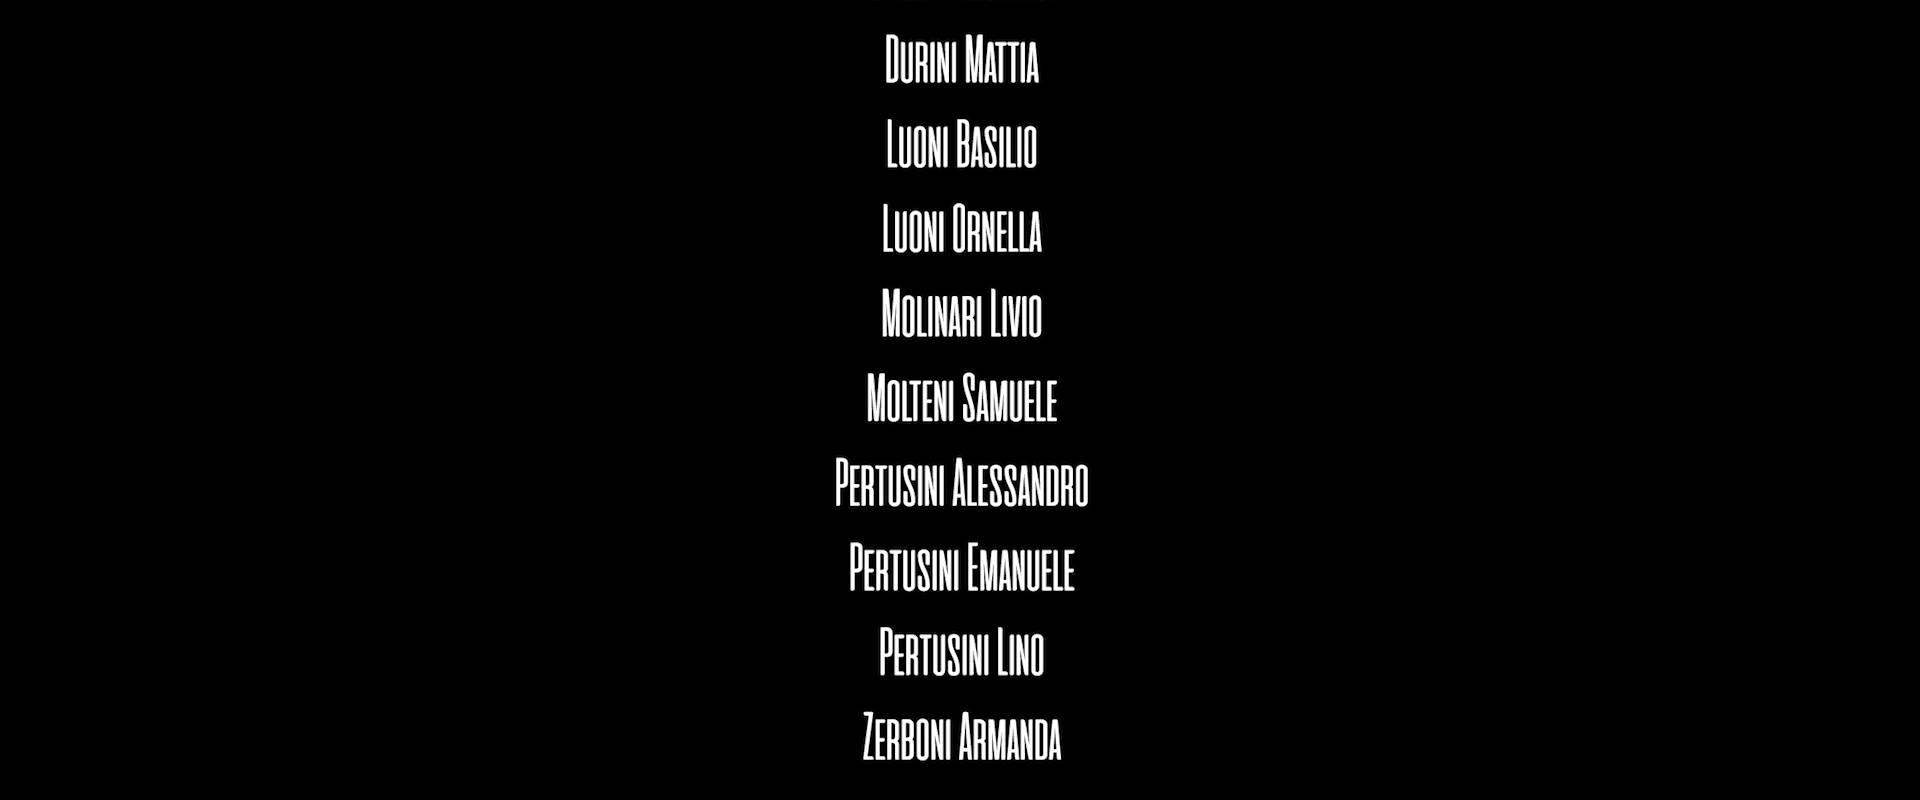 Durini Mattia
Luoni Basilio
Luoni Ornella
Molinari Livio
Molteni Samuele
Pertusini Alessandro
Pertusini Emanuele
Pertusini Lino
Zerboni Armanda